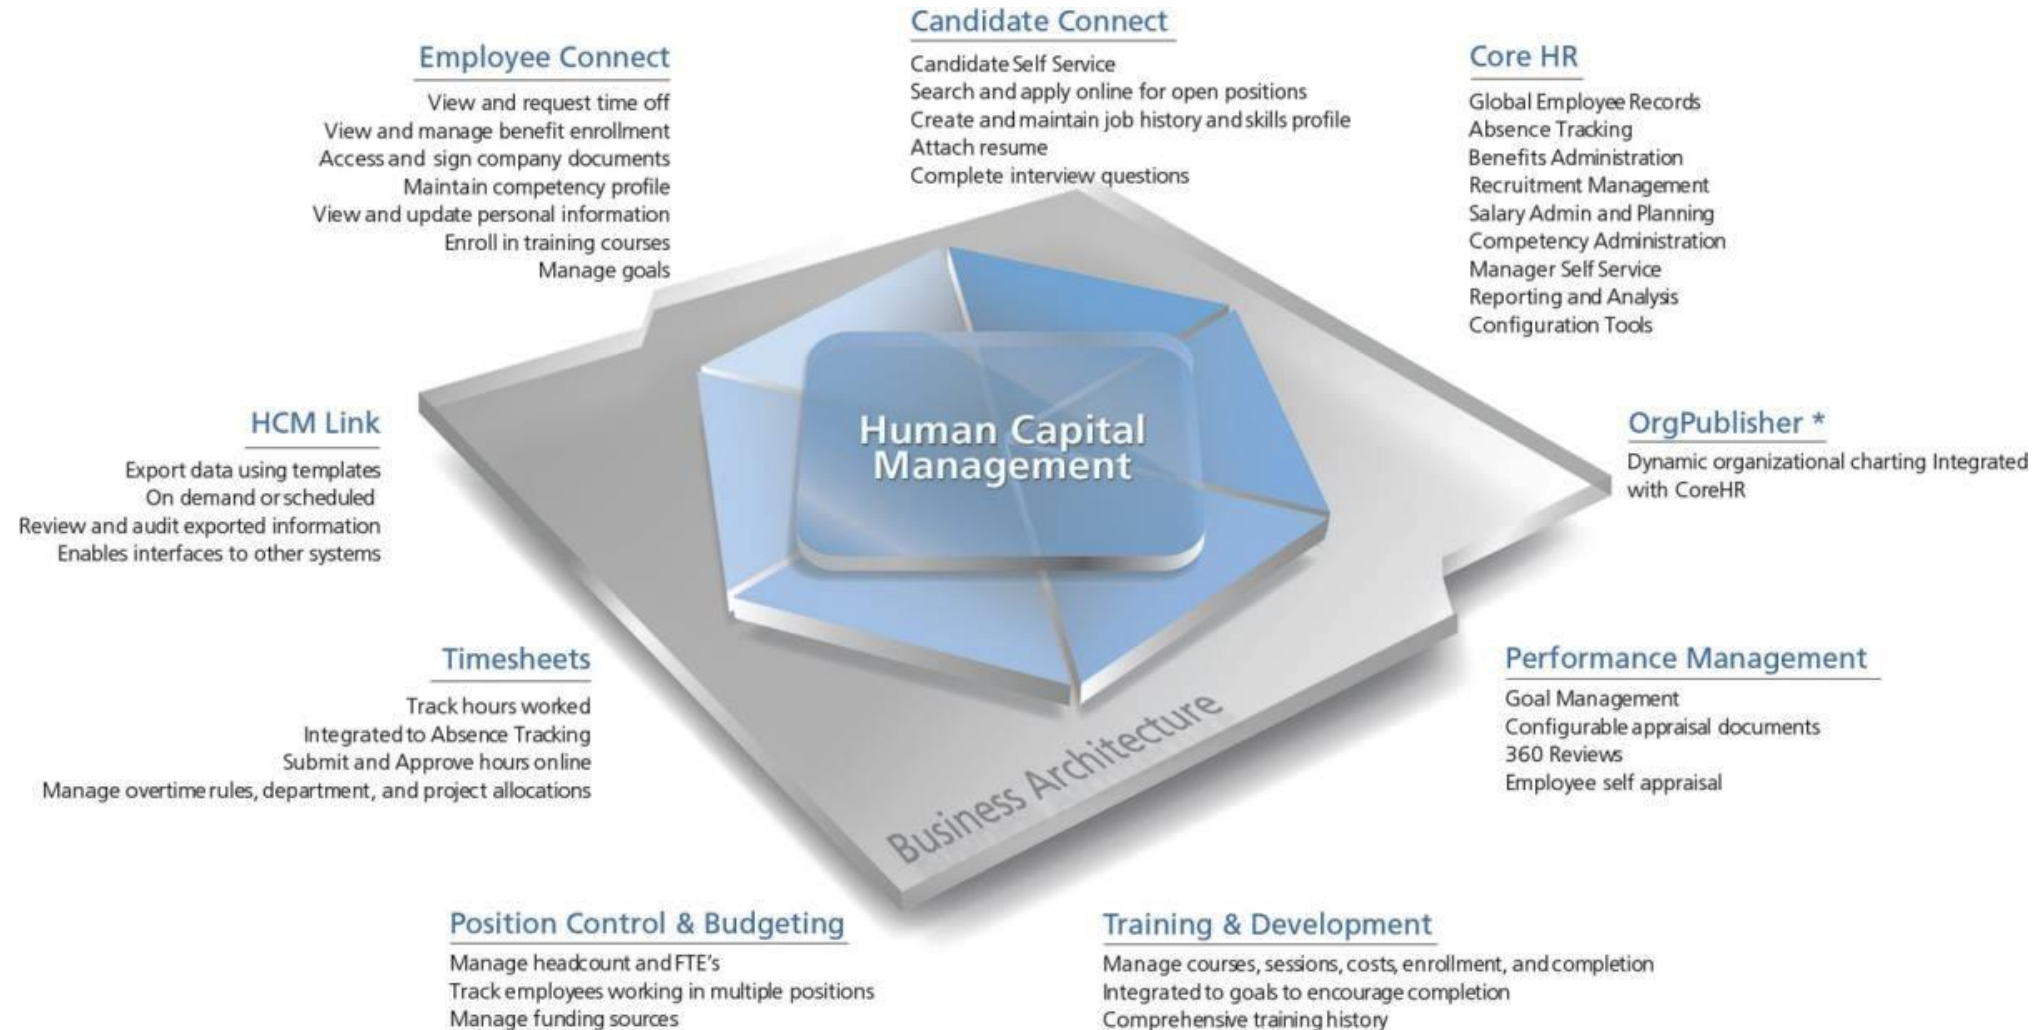 Candidate Connect
Candidate Self Service
Search and apply online for open positions
Create and maintain job history and skills profile
Attach resume
Complete interview questions
Employee Connect
View and request time off
View and manage benefit enrollment
Access and sign company documents
Maintain competency profile
View and update personal information
Enroll in training courses
Manage goals
Core HR
Global Employee Records
Absence Tracking
Benefits Administration
Recruitment Management
Salary Admin and Planning
Competency Administration
Manager Self Service
Reporting and Analysis
Configuration Tools
HCM Link
Export data using templates
On demand or scheduled
Review and audit exported information
Enables interfaces to other systems
Human Capital
Management
OrgPublisher *
Dynamic organizational charting Integrated
with CoreHR
Timesheets
Track hours worked
Integrated to Absence Tracking
Submit and Approve hours online
Manage overtime rules, department, and project allocations
Performance Management
Goal Management
Configurable appraisal documents
360 Reviews
Employee self appraisal
Business Architecture
Position Control & Budgeting
Manage headcount and FTE's
Track employees working in multiple positions
Manage funding sources
Training & Development
Manage courses, sessions, costs, enrollment, and completion
Integrated to goals to encourage completion
Comprehensive training history